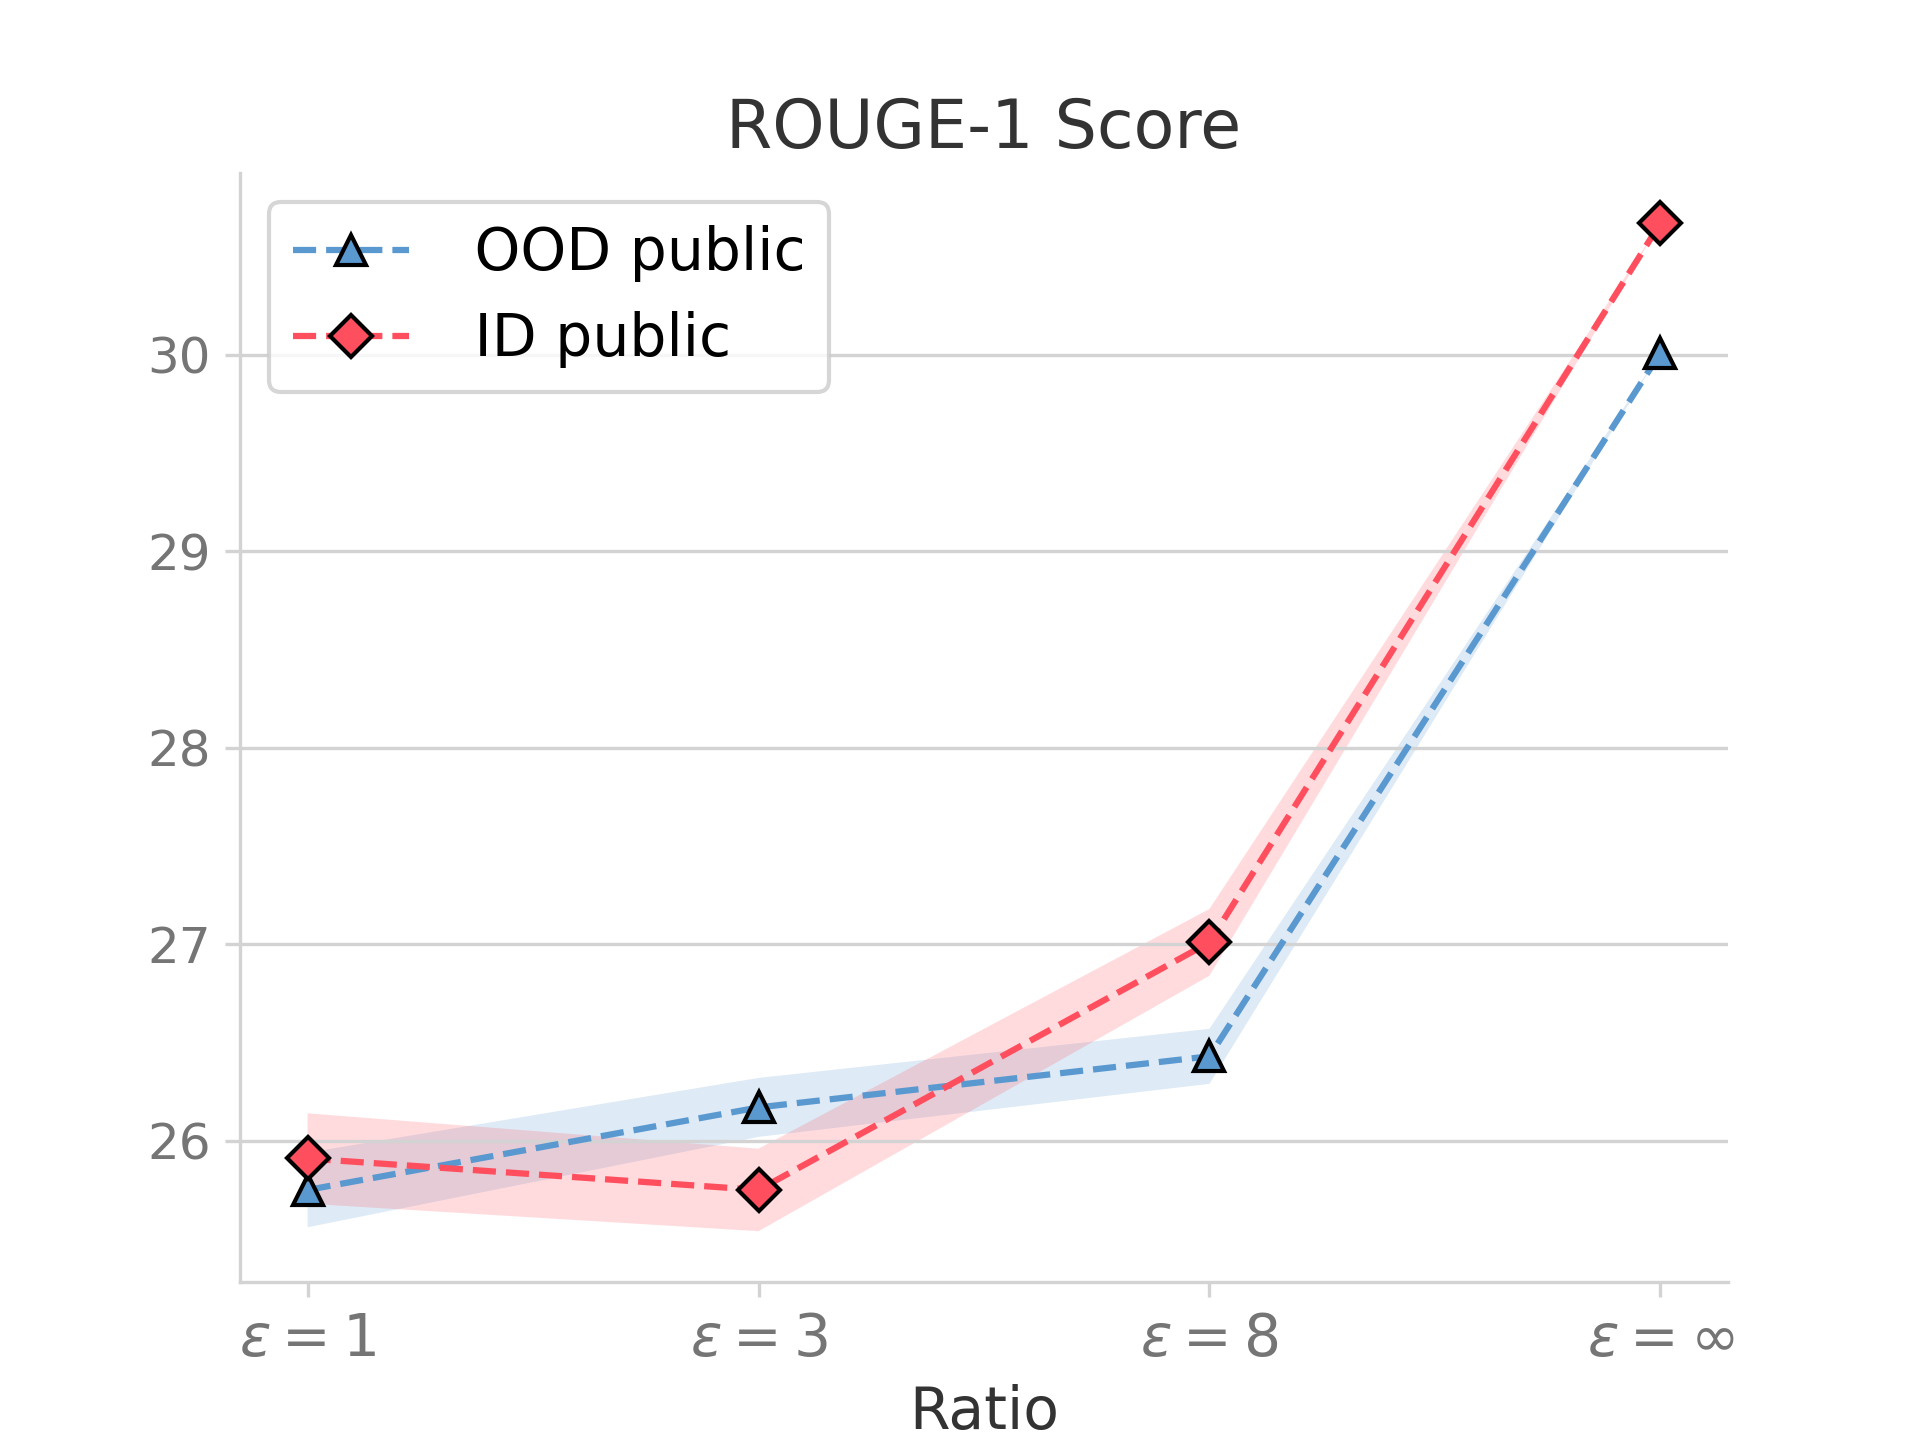 ROUGE-1 Score
OOD public
ID public
30
29
28
27
26
ε = 1 ε = 3 ε = 8 ε = ∞
Ratio